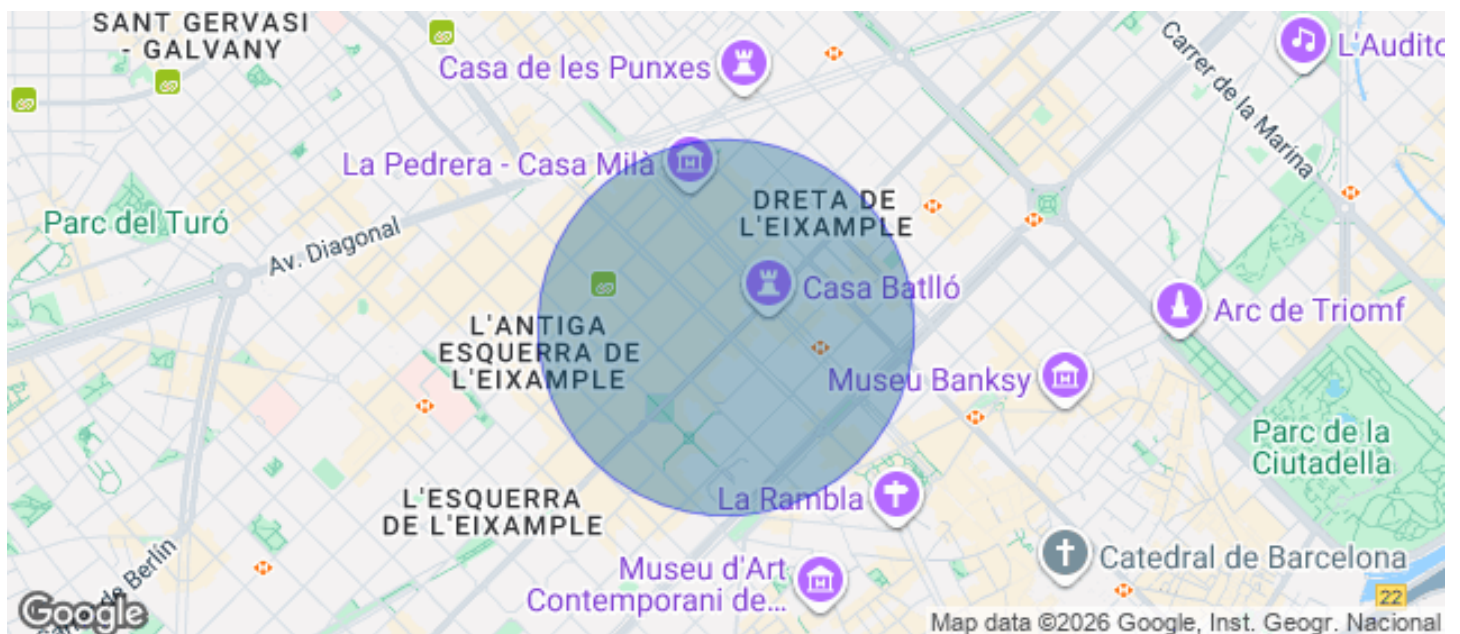 SANT GERVASI
- GALVANY
Casa de les Punxes
L'Audito
Carrer de la Marina
La Pedrera - Casa Milà
DRETA DE
L'EIXAMPLE
Parc del Turó
Av. Diagonal
Casa Batlló
Arc de Triomf
L'ANTIGA
ESQUERRA DE
L'EIXAMPLE
Museu Banksy
Parc de la
Ciutadella
L'ESQUERRA
DE L'EIXAMPLE
La Rambla
Catedral de Barcelona
Museu d'Art
Contemporani de...
de Berlín
22
Google
Map data ©2026 Google, Inst. Geogr. Nacional